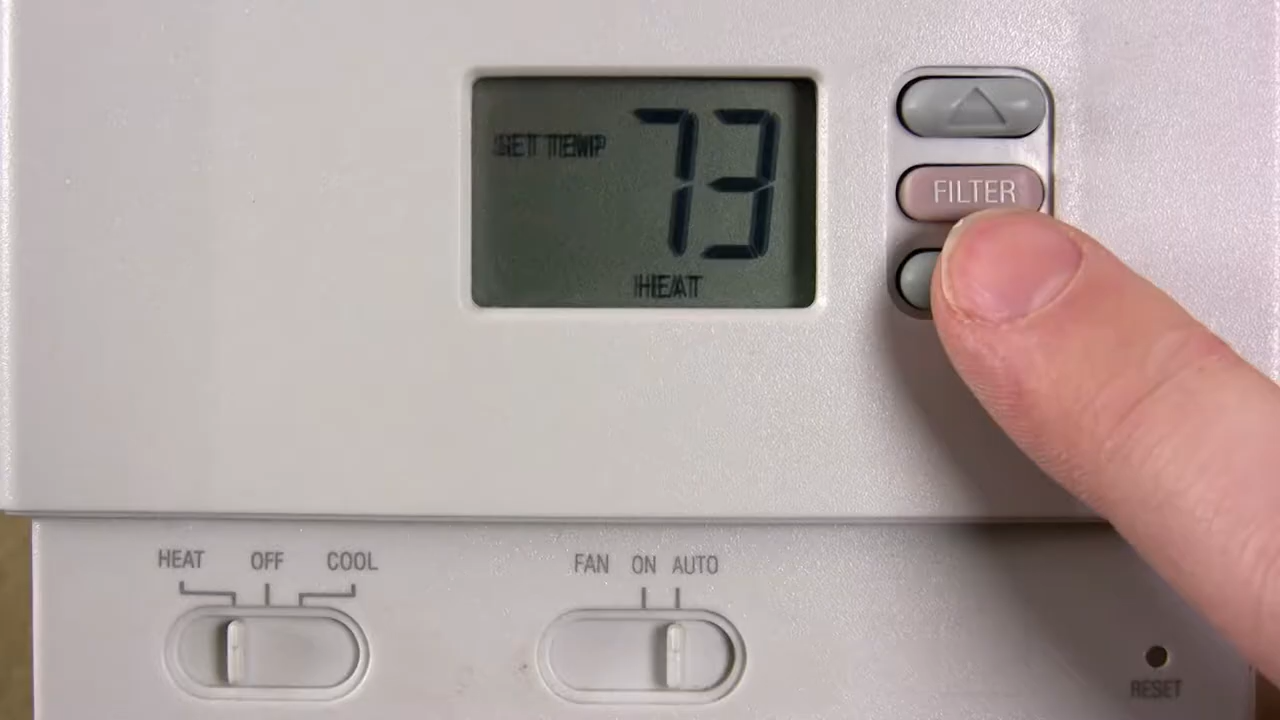 SET TEMP
73
HEAT
FILTER
HEAT OFF COOL
FAN ON AUTO
RESET